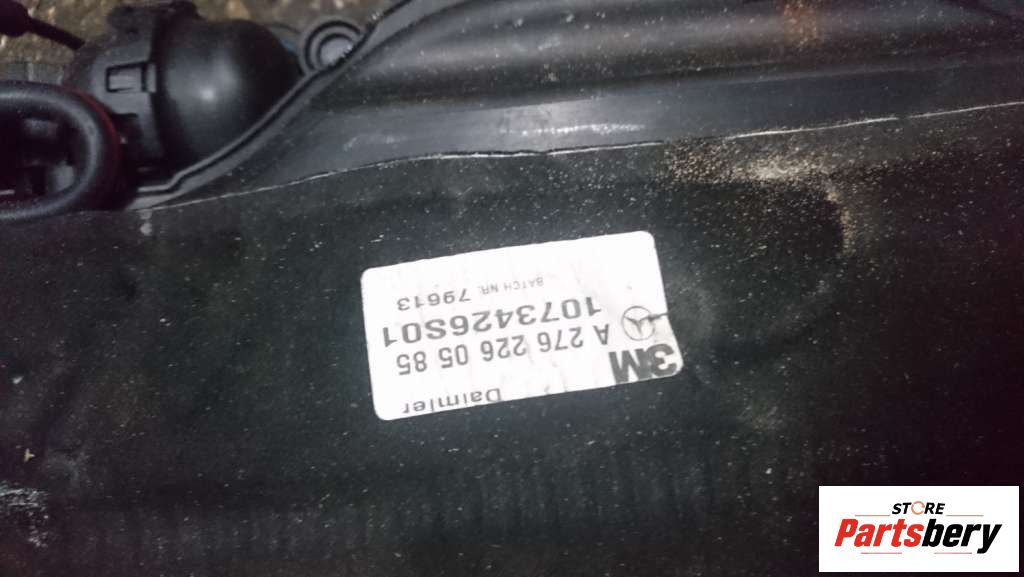 Daimler
3M
A 276 226 05 85
1073426S01
BATCH NR. 79613
STORE
Partsbery